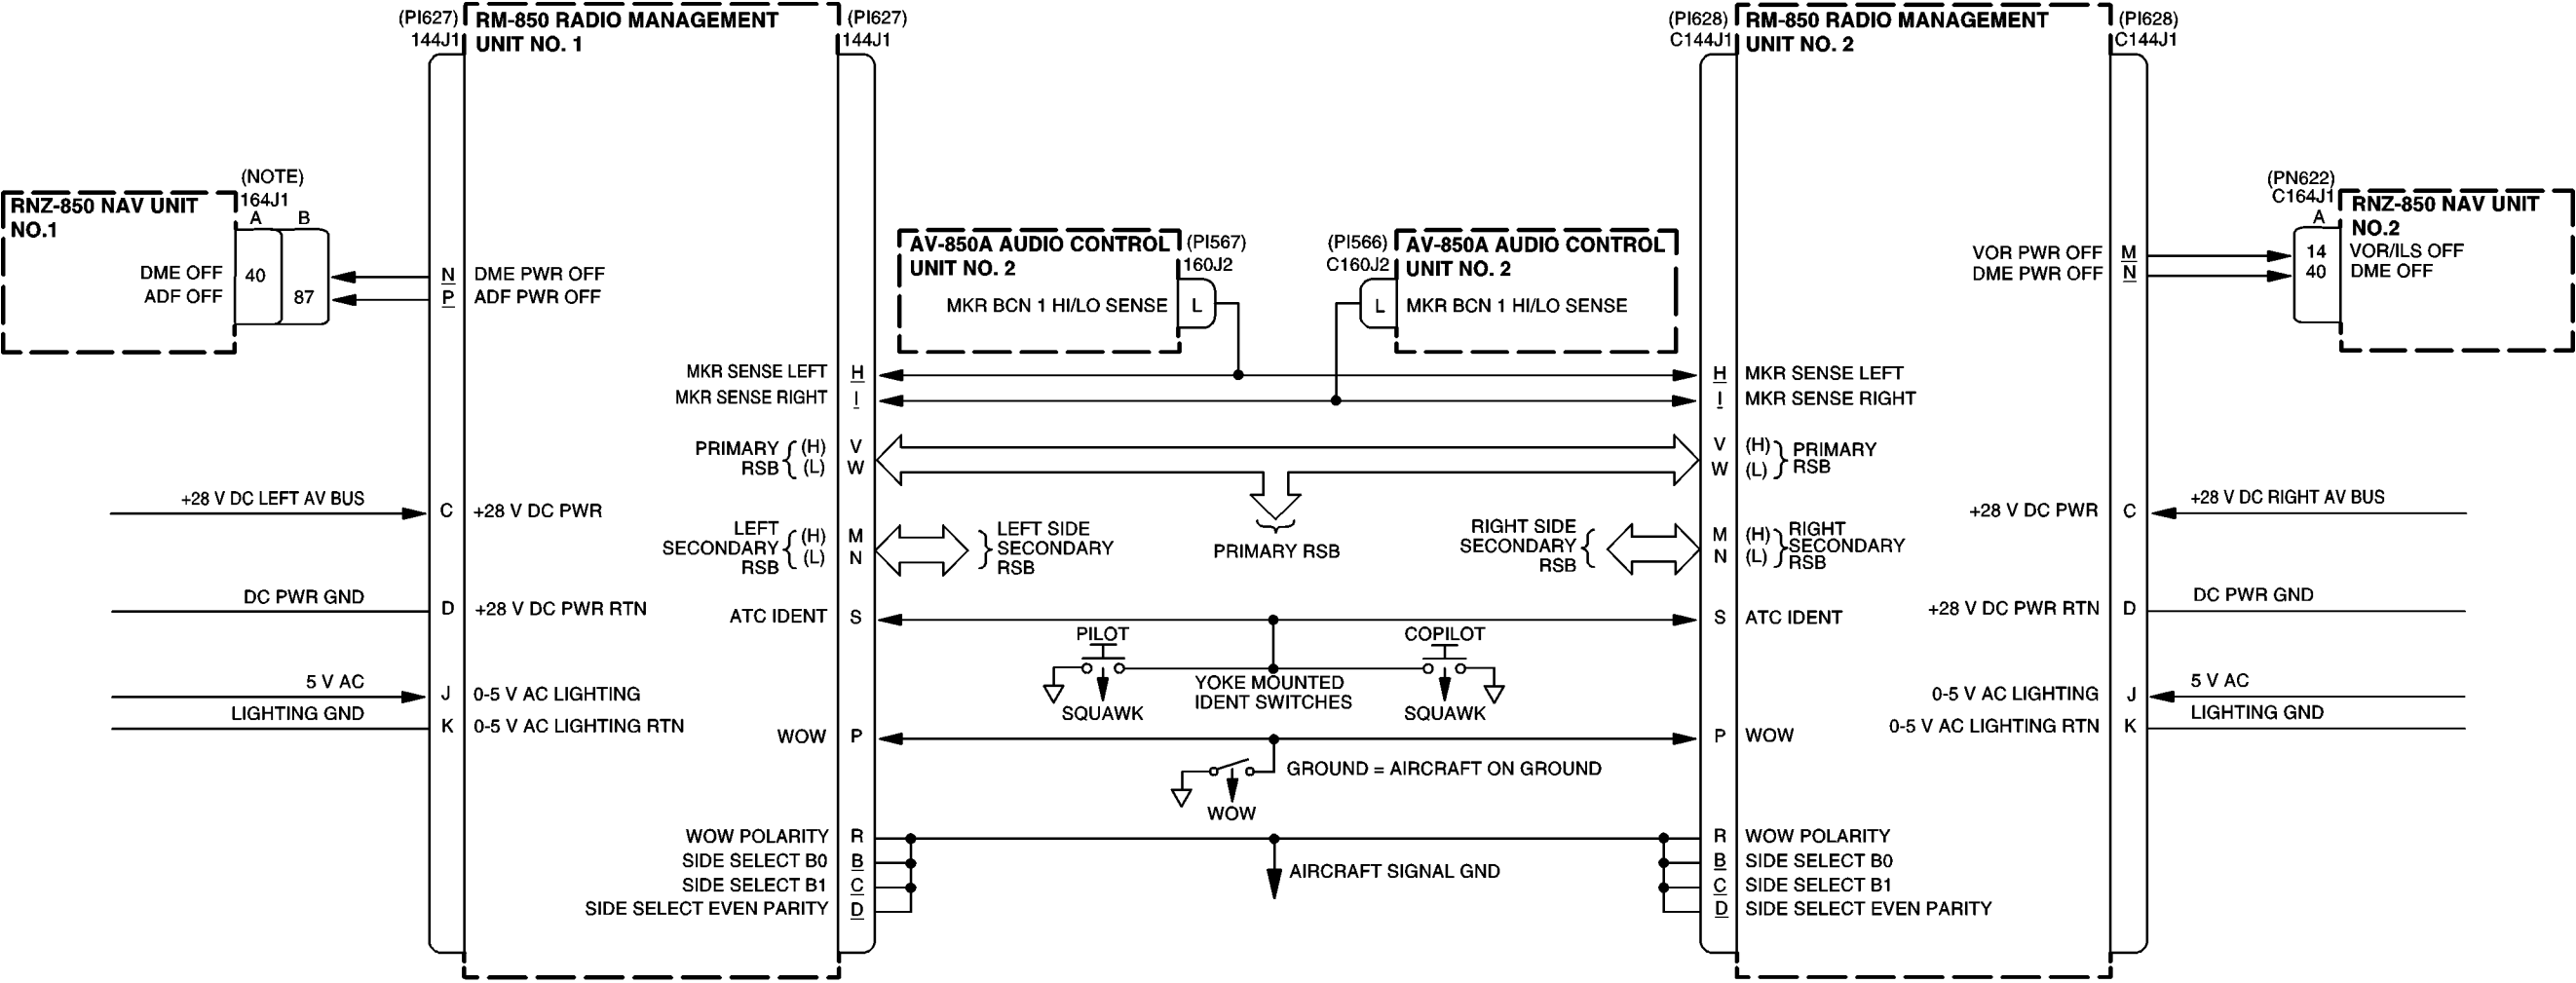 (PI627)
144J1
RM-850 RADIO MANAGEMENT
UNIT NO. 1
(PI627)
144J1
(PI628)
C144J1
RM-850 RADIO MANAGEMENT
UNIT NO. 2
(PI628)
C144J1
RNZ-850 NAV UNIT
NO.1
(NOTE)
164J1
A B
DME OFF 40
ADF OFF 87
N DME PWR OFF
P ADF PWR OFF
AV-850A AUDIO CONTROL
UNIT NO. 2
(PI567)
160J2
MKR BCN 1 HI/LO SENSE L
(PI566)
C160J2
AV-850A AUDIO CONTROL
UNIT NO. 2
L MKR BCN 1 HI/LO SENSE
VOR PWR OFF M
DME PWR OFF N
(PN622)
C164J1
A
RNZ-850 NAV UNIT
NO.2
14 VOR/ILS OFF
40 DME OFF
MKR SENSE LEFT H
MKR SENSE RIGHT I
H MKR SENSE LEFT
I MKR SENSE RIGHT
PRIMARY
RSB
(H) V
(L) W
V (H)
W (L)
PRIMARY
RSB
PRIMARY RSB
+28 V DC LEFT AV BUS
C +28 V DC PWR
LEFT
SECONDARY
RSB
(H) M
(L) N
LEFT SIDE
SECONDARY
RSB
RIGHT SIDE
SECONDARY
RSB
M (H)
N (L)
RIGHT
SECONDARY
RSB
+28 V DC PWR C
+28 V DC RIGHT AV BUS
DC PWR GND
D +28 V DC PWR RTN
ATC IDENT S
S ATC IDENT
+28 V DC PWR RTN D
DC PWR GND
PILOT
COPILOT
YOKE MOUNTED
IDENT SWITCHES
SQUAWK
SQUAWK
5 V AC
J 0-5 V AC LIGHTING
LIGHTING GND
K 0-5 V AC LIGHTING RTN
0-5 V AC LIGHTING J
5 V AC
0-5 V AC LIGHTING RTN K
LIGHTING GND
WOW P
P WOW
GROUND = AIRCRAFT ON GROUND
WOW
WOW POLARITY R
SIDE SELECT B0 B
SIDE SELECT B1 C
SIDE SELECT EVEN PARITY D
AIRCRAFT SIGNAL GND
R WOW POLARITY
B SIDE SELECT B0
C SIDE SELECT B1
D SIDE SELECT EVEN PARITY